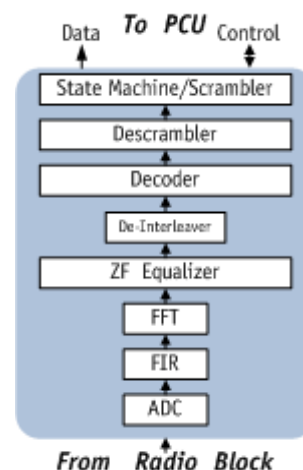 To PCU
Data Control
State Machine/Scrambler
Descrambler
Decoder
De-Interleaver
ZF Equalizer
FFT
FIR
ADC
From Radio Block